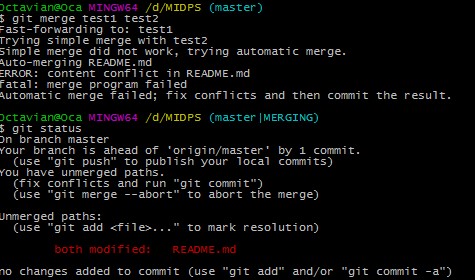 Octavian@Oca MINGW64 /d/MIDPS (master)
$ git merge test1 test2
Fast-forwarding to: test1
Trying simple merge with test2
Simple merge did not work, trying automatic merge.
Auto-merging README.md
ERROR: content conflict in README.md
fatal: merge program failed
Automatic merge failed; fix conflicts and then commit the result.
Octavian@Oca MINGW64 /d/MIDPS (master|MERGING)
$ git status
On branch master
Your branch is ahead of 'origin/master' by 1 commit.
  (use "git push" to publish your local commits)
You have unmerged paths.
  (fix conflicts and run "git commit")
  (use "git merge --abort" to abort the merge)
Unmerged paths:
  (use "git add <file>..." to mark resolution)
        both modified:   README.md
no changes added to commit (use "git add" and/or "git commit -a")